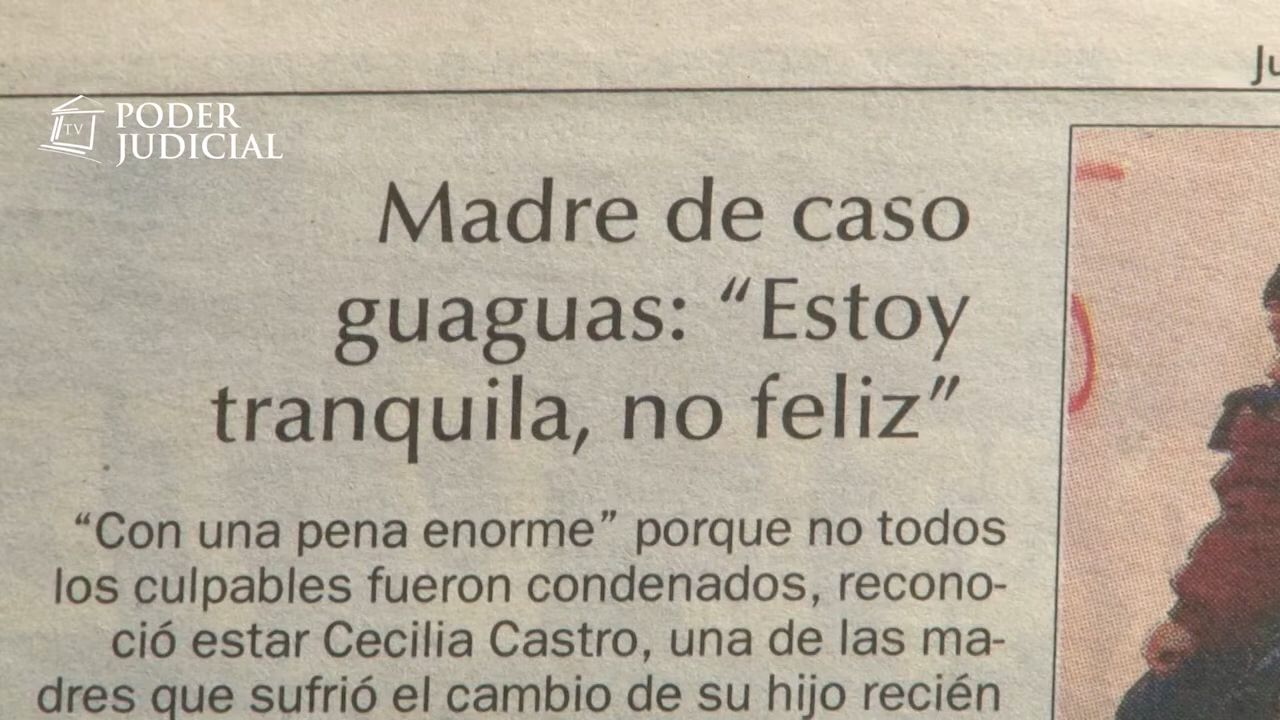 TV
PODER
JUDICIAL
Madre de caso
guaguas: “Estoy
tranquila, no feliz”
“Con una pena enorme” porque no todos
los culpables fueron condenados, recono-
ció estar Cecilia Castro, una de las ma-
dres que sufrió el cambio de su hijo recién